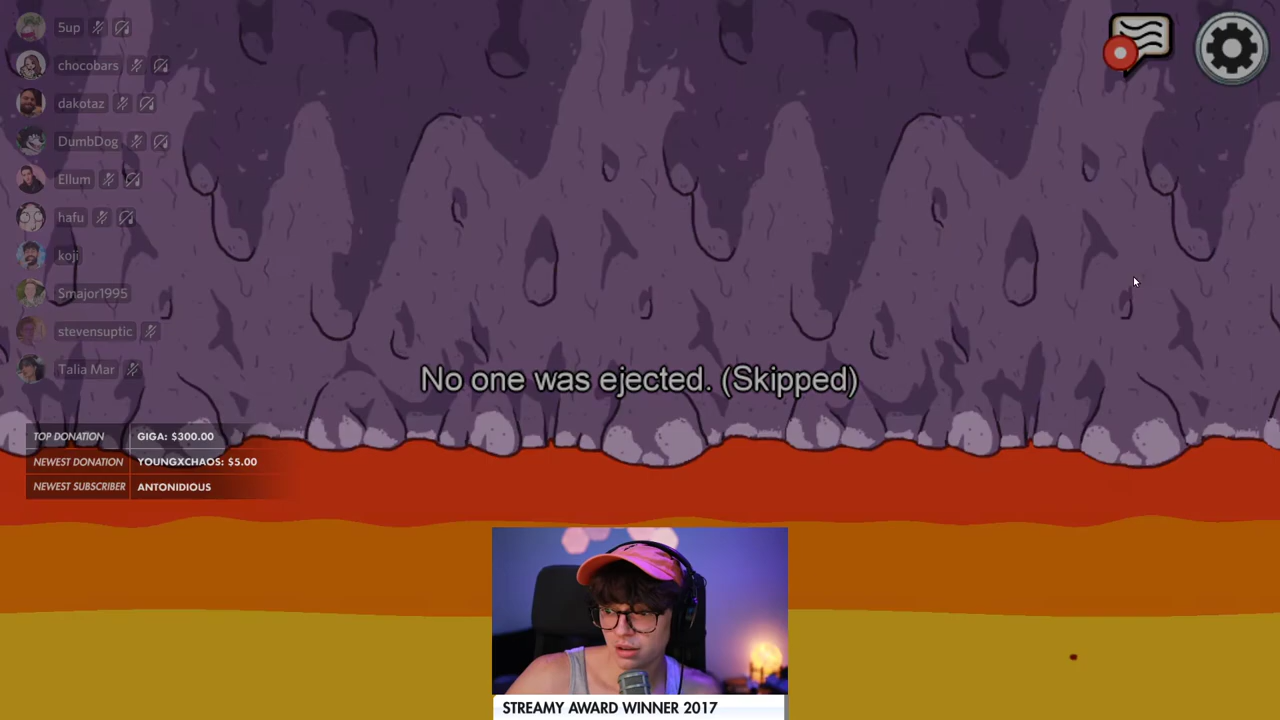 5up
chocobars
dakotaz
DumbDog
Ellum
hafu
koji
Smajor1995
stevensuptic
Talia Mar
No one was ejected. (Skipped)
TOP DONATION GIGA: $300.00
NEWEST DONATION YOUNGXCHAOS: $5.00
NEWEST SUBSCRIBER ANTONIDIOUS
STREAMY AWARD WINNER 2017